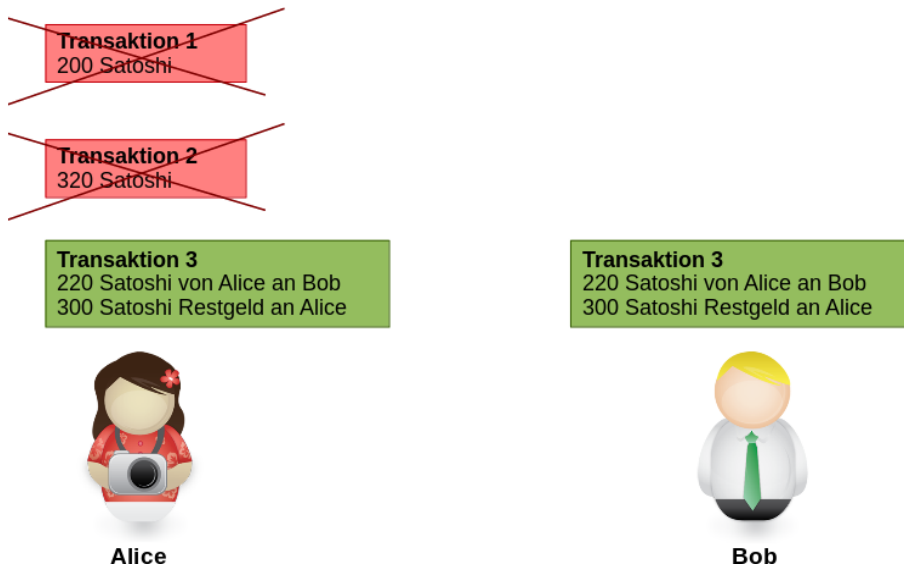 Transaktion 1
200 Satoshi
Transaktion 2
320 Satoshi
Transaktion 3
220 Satoshi von Alice an Bob
300 Satoshi Restgeld an Alice
Transaktion 3
220 Satoshi von Alice an Bob
300 Satoshi Restgeld an Alice
Alice
Bob